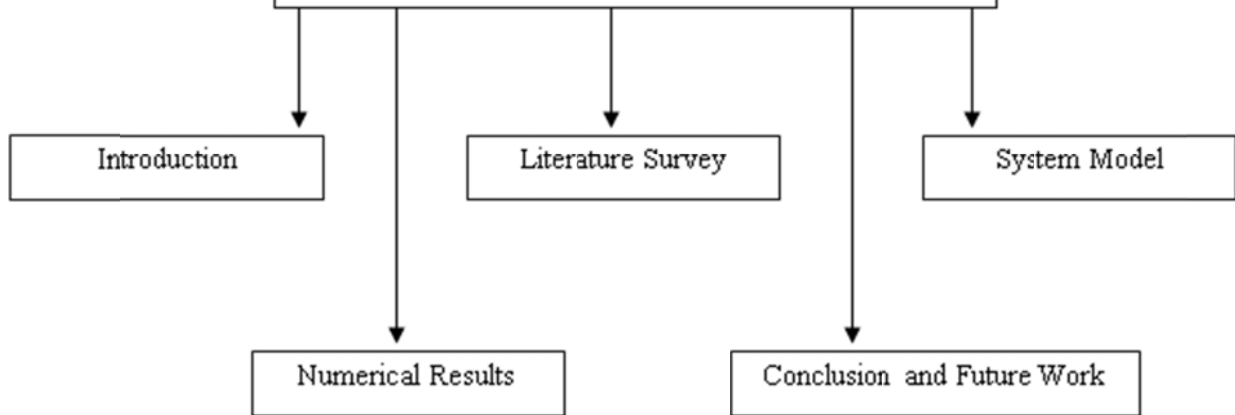 Introduction
Literature Survey
System Model
Numerical Results
Conclusion and Future Work